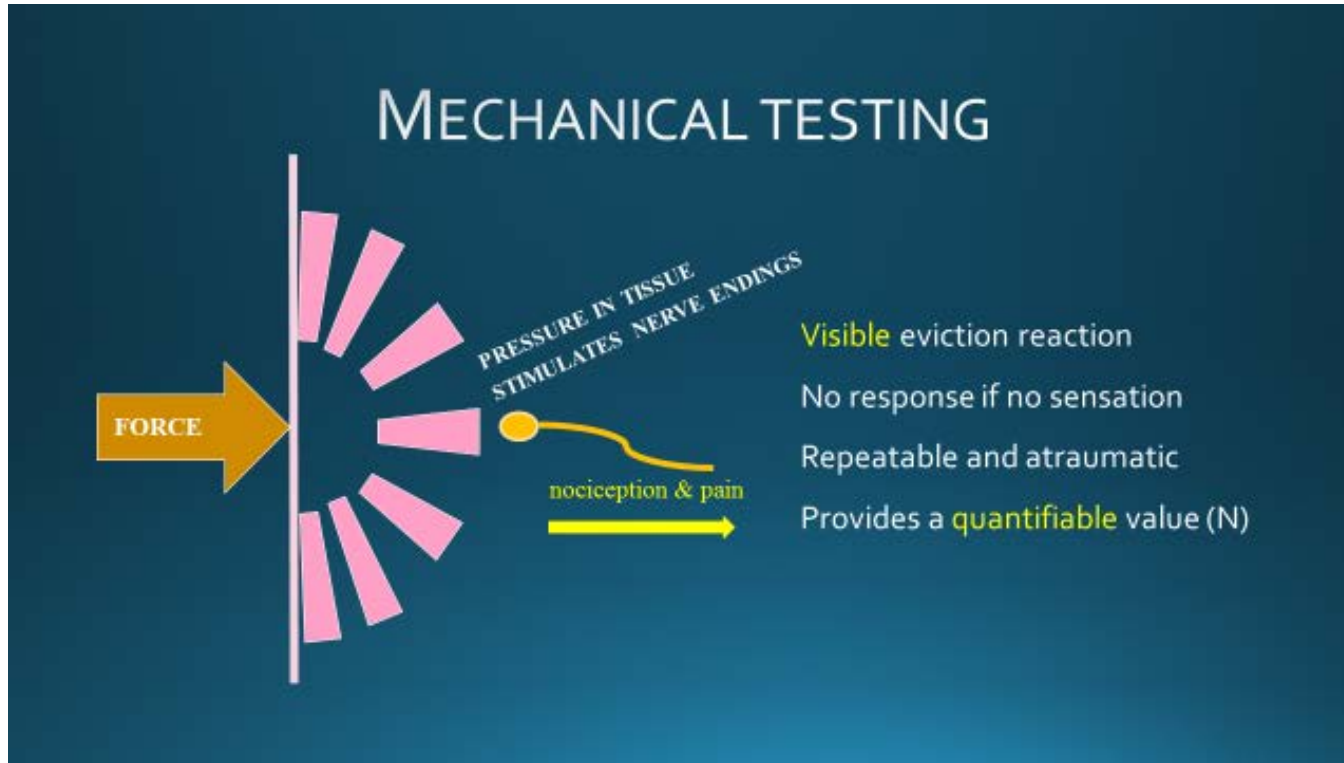 MECHANICAL TESTING
FORCE
PRESSURE IN TISSUE
STIMULATES NERVE ENDINGS
nociception & pain
Visible eviction reaction
No response if no sensation
Repeatable and atraumatic
Provides a quantifiable value (N)